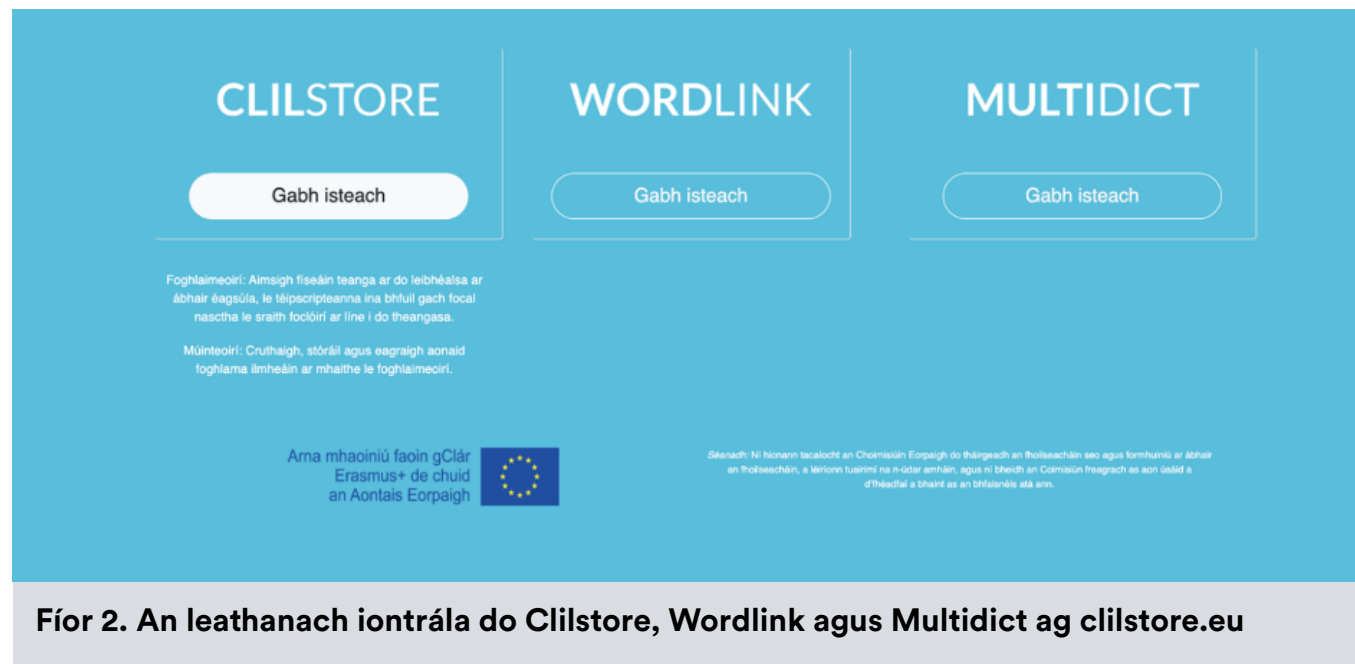 CLILSTORE
WORDLINK
MULTIDICT
Gabh isteach
Gabh isteach
Gabh isteach
Foghlaimeoirí: Aimsigh físeáin teanga ar do leibhéalsa ar
ábhair éagsúla, le téipscripteanna ina bhfuil gach focal
nasctha le sraith foclóirí ar líne i do theangasa.
Múinteoirí: Cruthaigh, stóráil agus eagraigh aonaid
foghlama ilmheáin ar mhaithe le foghlaimeoirí.
Arna mhaoiniú faoin gClár
Erasmus+ de chuid
an Aontais Eorpaigh
Séanadh: Ní hionann tacaíocht an Choimisiúin Eorpaigh do tháirgeadh an fhoilseacháin seo agus formhuiniú ar ábhair
an fhoilseacháin, a léiríonn tuairimí na n-údar amháin, agus ní bheidh an Coimisiún freagrach as aon úsáid a
d'fhéadfaí a bhaint as an bhfaisnéis atá ann.
Fíor 2. An leathanach iontrála do Clilstore, Wordlink agus Multidict ag clilstore.eu